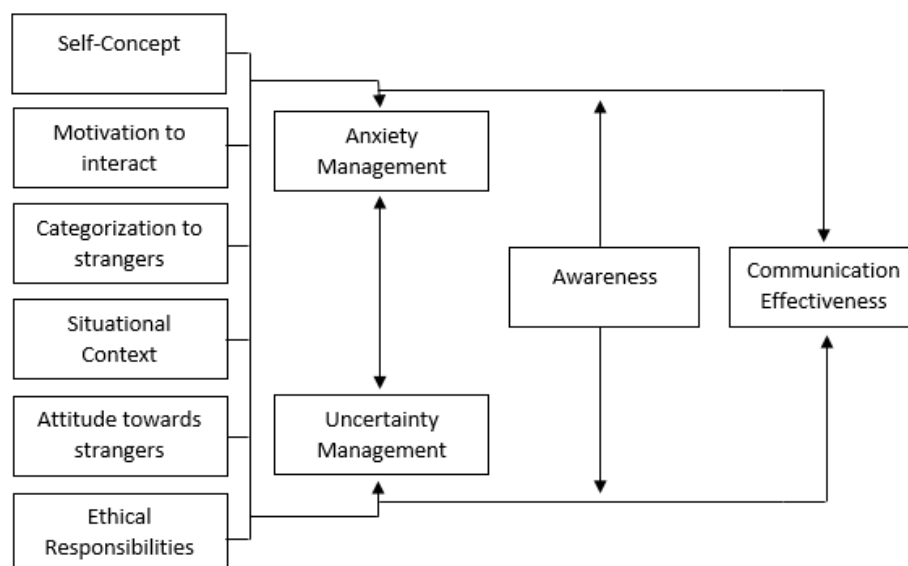 Self-Concept
Motivation to
interact
Categorization to
strangers
Situational
Context
Attitude towards
strangers
Ethical
Responsibilities
Anxiety
Management
Uncertainty
Management
Awareness
Communication
Effectiveness